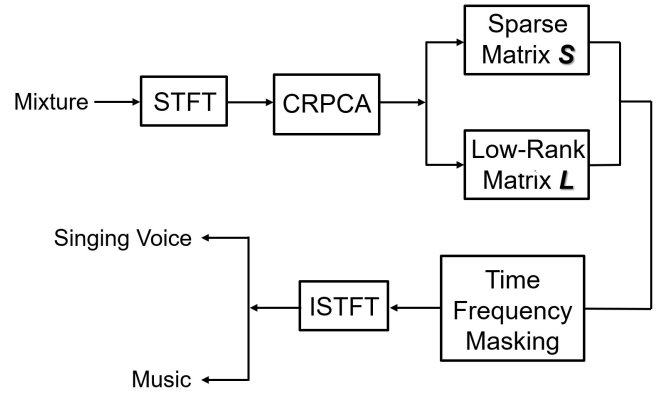 Sparse
Matrix S
Mixture
STFT
CRPCA
Low-Rank
Matrix L
Singing Voice
Time
Frequency
Masking
ISTFT
Music